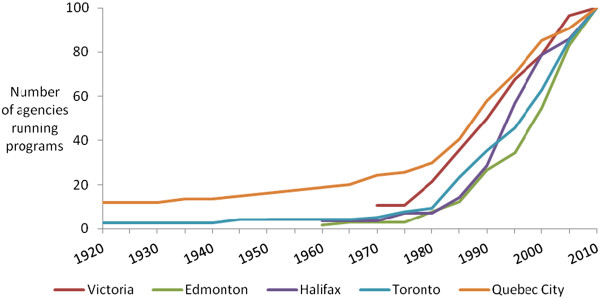 100
80
60
40
20
0
Number
of agencies
running
programs
1920 1930 1940 1950 1960 1970 1980 1990 2000 2010
Victoria Edmonton Halifax Toronto Quebec City